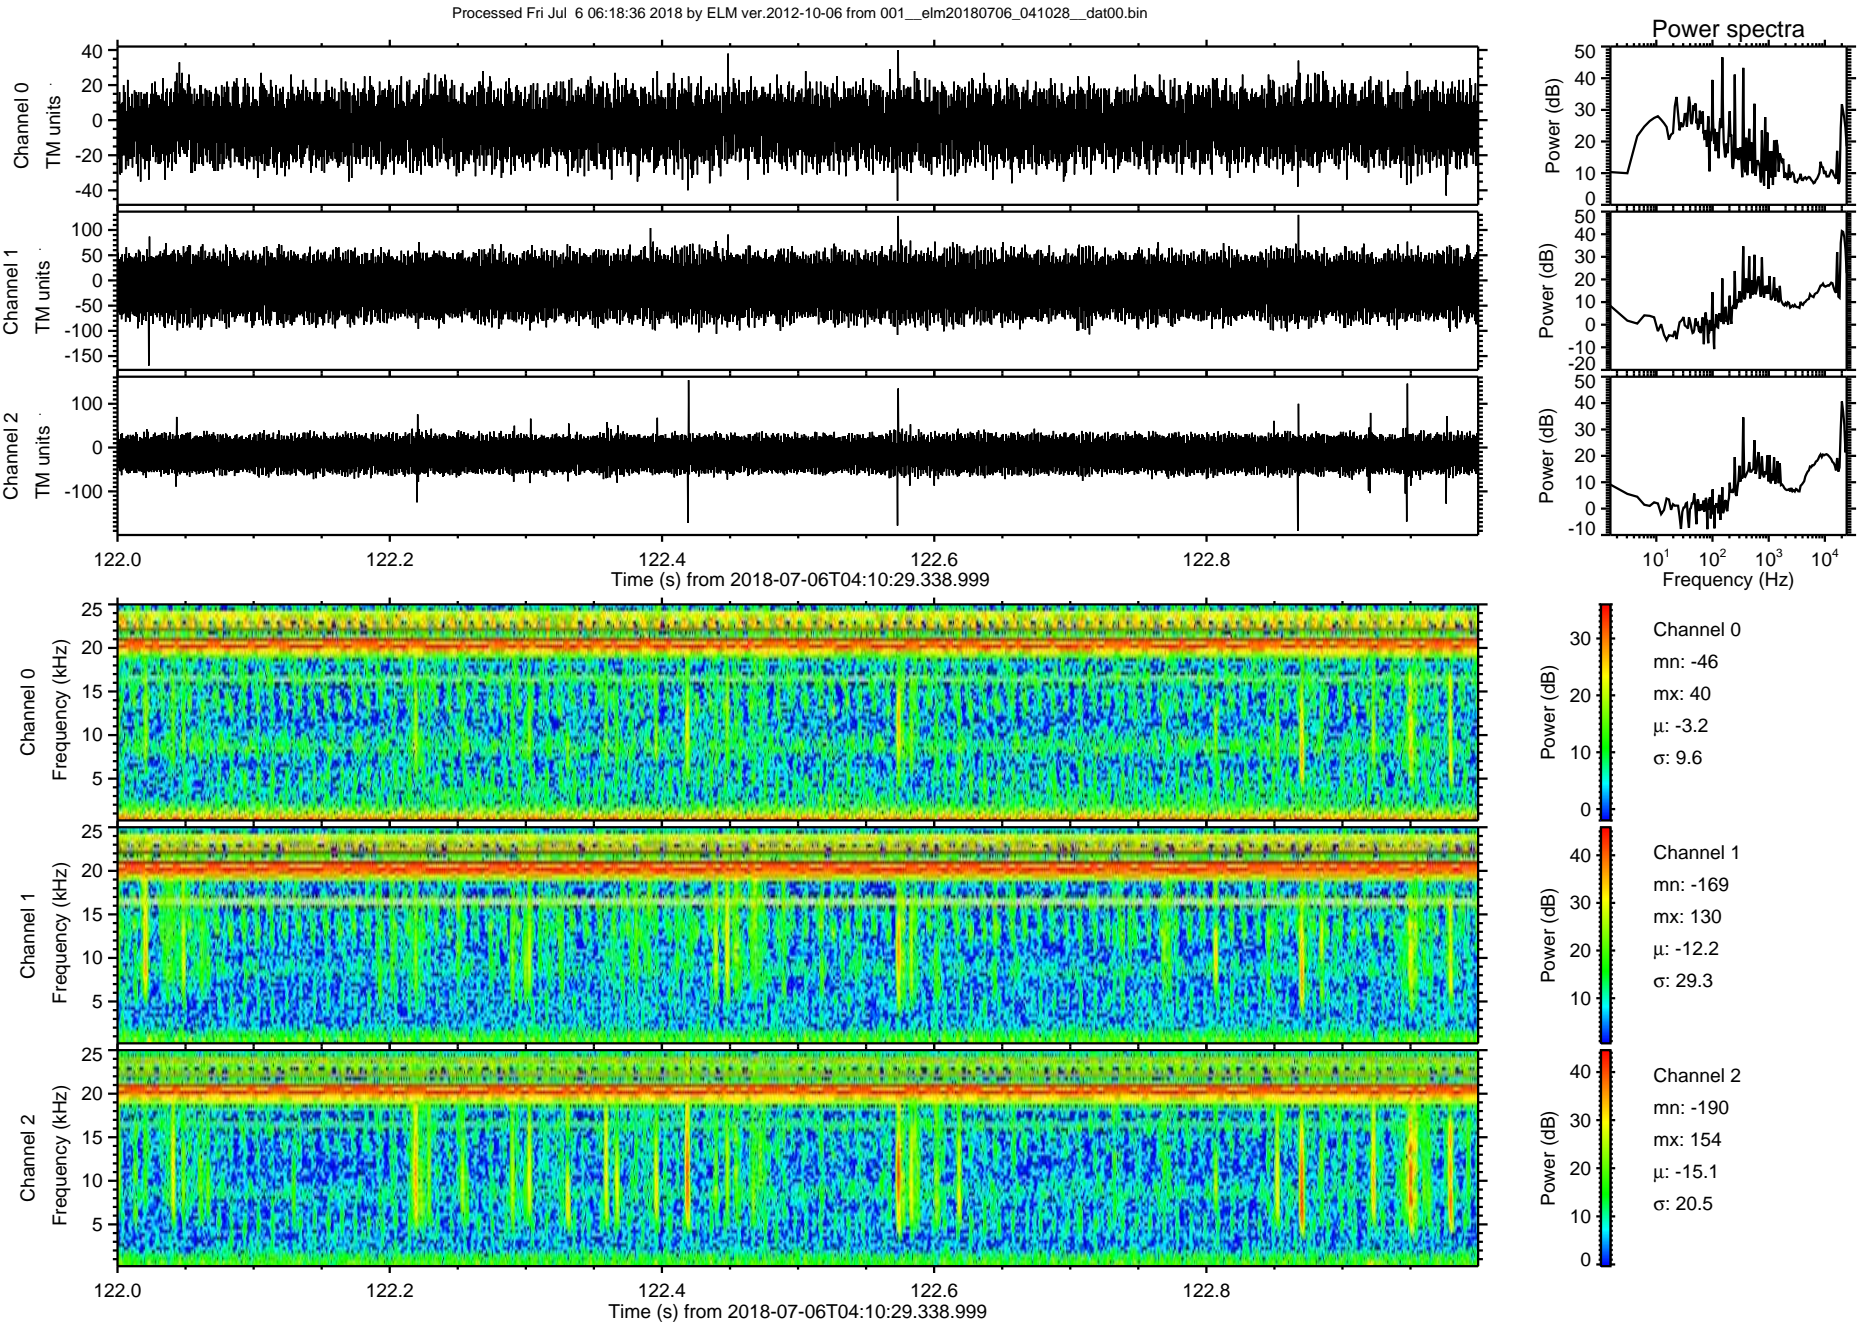 Processed Fri Jul  6 06:18:36 2018 by ELM ver.2012-10-06 from 001__elm20180706_041028__dat00.bin
Power spectra
Channel 0
TM units
40
20
0
-20
-40
Power (dB)
50
40
30
20
10
0
Channel 1
TM units
100
50
0
-50
-100
-150
Power (dB)
50
40
30
20
10
0
-10
-20
Channel 2
TM units
100
0
-100
Power (dB)
50
40
30
20
10
0
-10
122.0 122.2 122.4 122.6 122.8
Time (s) from 2018-07-06T04:10:29.338.999
10¹ 10² 10³ 10⁴
Frequency (Hz)
Channel 0
Frequency (kHz)
25
20
15
10
5
Power (dB)
30
20
10
0
Channel 0
mn: -46
mx: 40
μ: -3.2
σ: 9.6
Channel 1
Frequency (kHz)
25
20
15
10
5
Power (dB)
40
30
20
10
Channel 1
mn: -169
mx: 130
μ: -12.2
σ: 29.3
Channel 2
Frequency (kHz)
25
20
15
10
5
Power (dB)
40
30
20
10
0
Channel 2
mn: -190
mx: 154
μ: -15.1
σ: 20.5
122.0 122.2 122.4 122.6 122.8
Time (s) from 2018-07-06T04:10:29.338.999